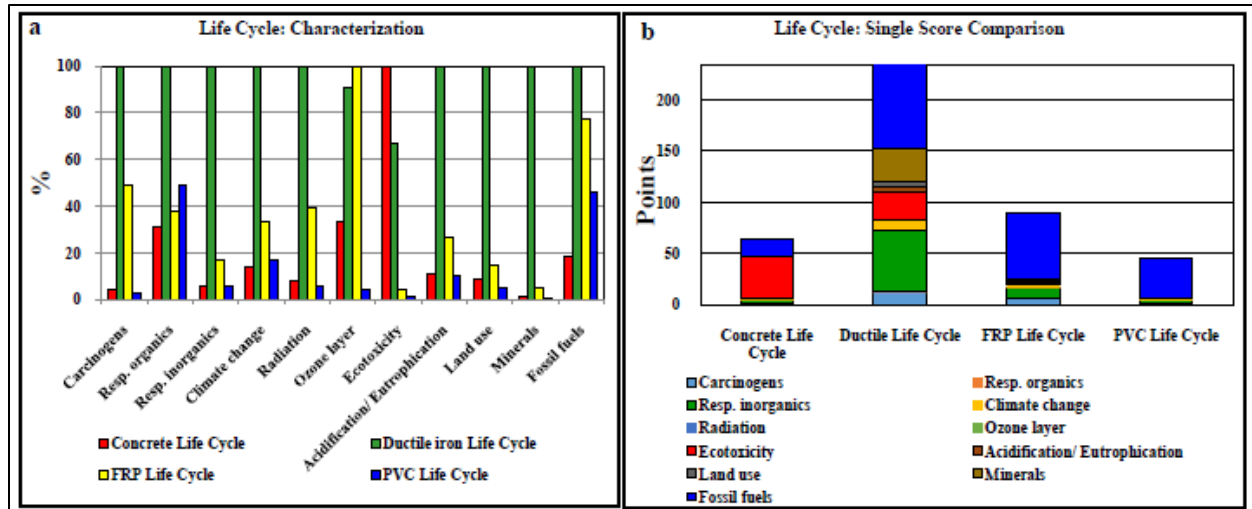 a
Life Cycle: Characterization
100
80
60
40
20
0
%
Carcinogens
Resp. organics
Resp. inorganics
Climate change
Radiation
Ozone layer
Ecotoxicity
Acidification/ Eutrophication
Land use
Minerals
Fossil fuels
Concrete Life Cycle
Ductile iron Life Cycle
FRP Life Cycle
PVC Life Cycle
b
Life Cycle: Single Score Comparison
200
150
100
50
0
Points
Concrete Life
Cycle
Ductile Life Cycle
FRP Life Cycle
PVC Life Cycle
Carcinogens
Resp. organics
Resp. inorganics
Climate change
Radiation
Ozone layer
Ecotoxicity
Acidification/ Eutrophication
Land use
Minerals
Fossil fuels